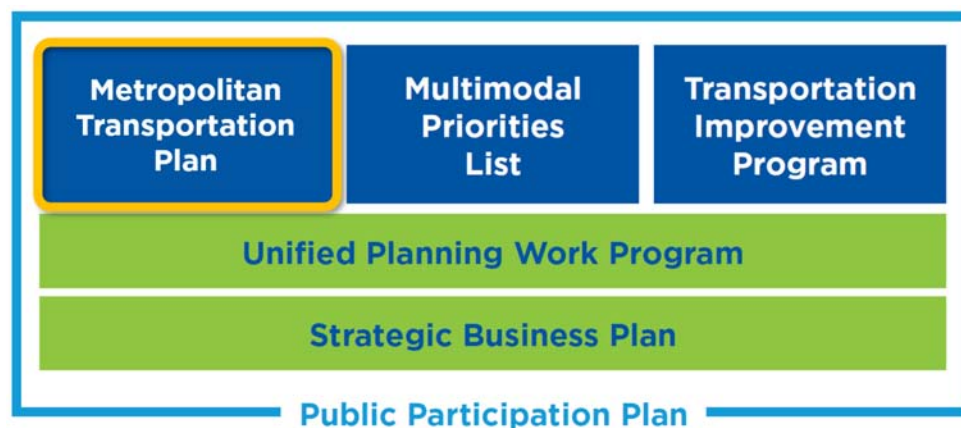 Metropolitan
Transportation
Plan
Multimodal
Priorities
List
Transportation
Improvement
Program
Unified Planning Work Program
Strategic Business Plan
Public Participation Plan